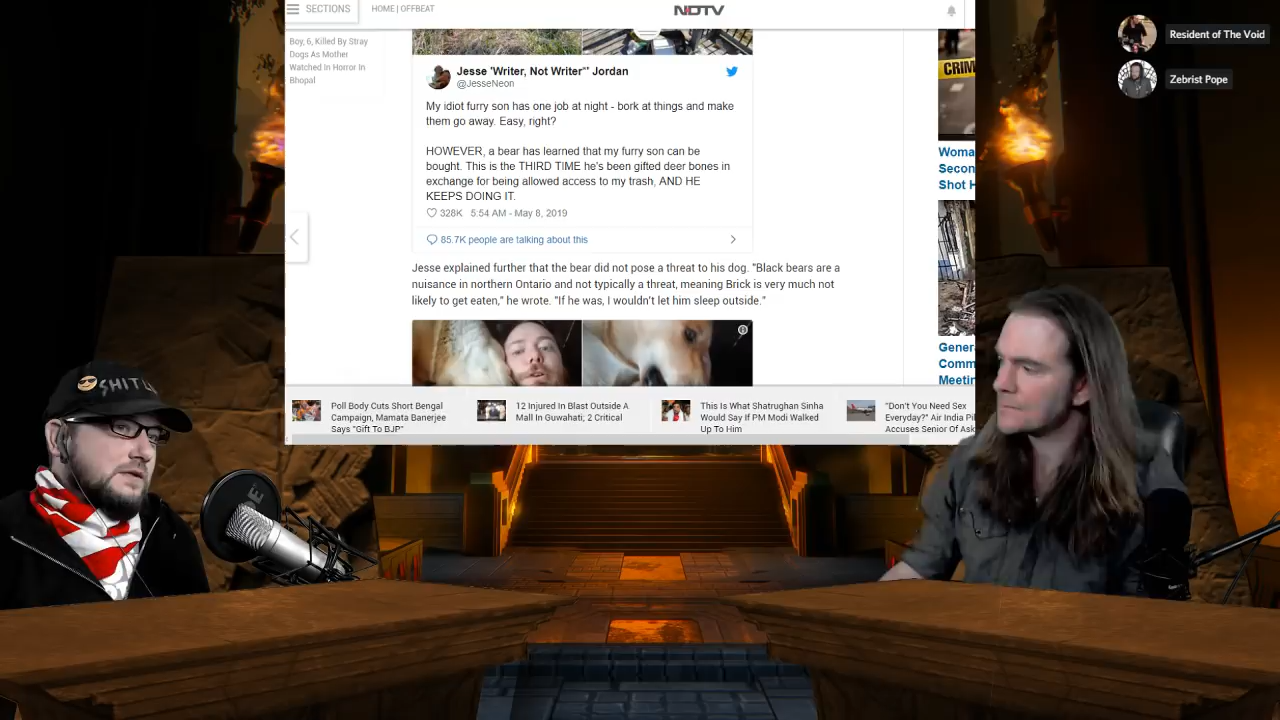 SECTIONS
HOME | OFFBEAT
NDTV
Boy, 6, Killed By Stray
Dogs As Mother
Watched In Horror In
Bhopal
Jesse 'Writer, Not Writer"' Jordan
@JesseNeon
My idiot furry son has one job at night - bork at things and make
them go away. Easy, right?
HOWEVER, a bear has learned that my furry son can be
bought. This is the THIRD TIME he's been gifted deer bones in
exchange for being allowed access to my trash, AND HE
KEEPS DOING IT.
328K 5:54 AM - May 8, 2019
85.7K people are talking about this
Jesse explained further that the bear did not pose a threat to his dog. "Black bears are a
nuisance in northern Ontario and not typically a threat, meaning Brick is very much not
likely to get eaten," he wrote. "If he was, I wouldn't let him sleep outside."
Poll Body Cuts Short Bengal
Campaign, Mamata Banerjee
Says "Gift To BJP"
12 Injured In Blast Outside A
Mall In Guwahati; 2 Critical
This Is What Shatrughan Sinha
Would Say If PM Modi Walked
Up To Him
"Don't You Need Sex
Everyday?" Air India Pil
Accuses Senior Of Ask
CRIM
Woma
Secon
Shot H
Gener
Comm
Meetin
Resident of The Void
Zebrist Pope